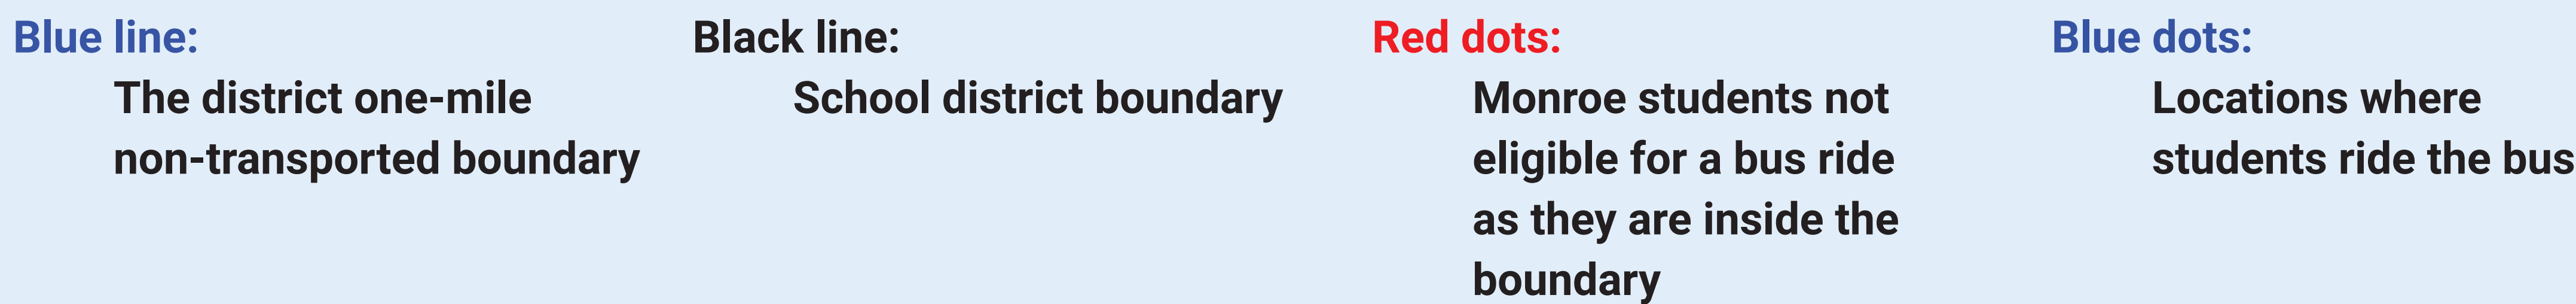 Blue line:
The district one-mile
non-transported boundary
Black line:
School district boundary
Red dots:
Monroe students not
eligible for a bus ride
as they are inside the
boundary
Blue dots:
Locations where
students ride the bus